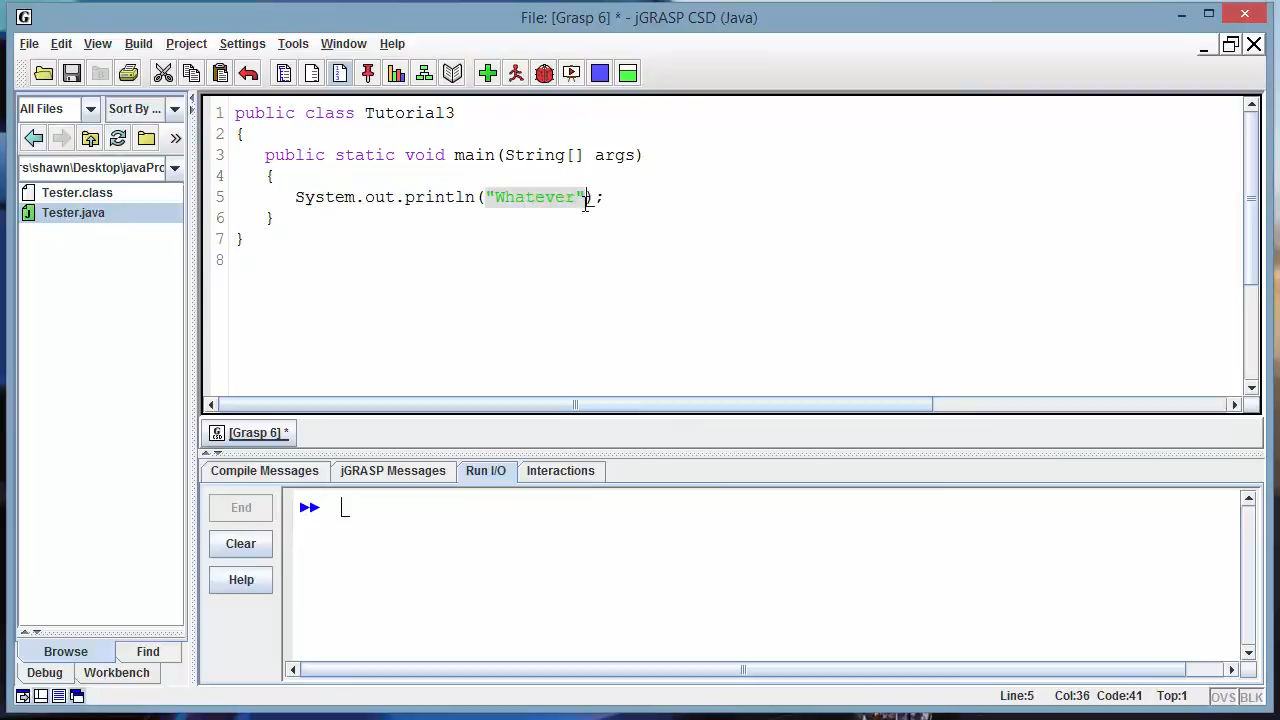 File: [Grasp 6] * - jGRASP CSD (Java)
File Edit View Build Project Settings Tools Window Help
All Files Sort By ...
s\shawn\Desktop\javaPro
Tester.class
Tester.java
Browse Find
Debug Workbench
1 public class Tutorial3
2 {
3 public static void main(String[] args)
4 {
5 System.out.println("Whatever");
6 }
7 }
8
[Grasp 6] *
Compile Messages jGRASP Messages Run I/O Interactions
End
Clear
Help
Line:5 Col:36 Code:41 Top:1 OVS BLK